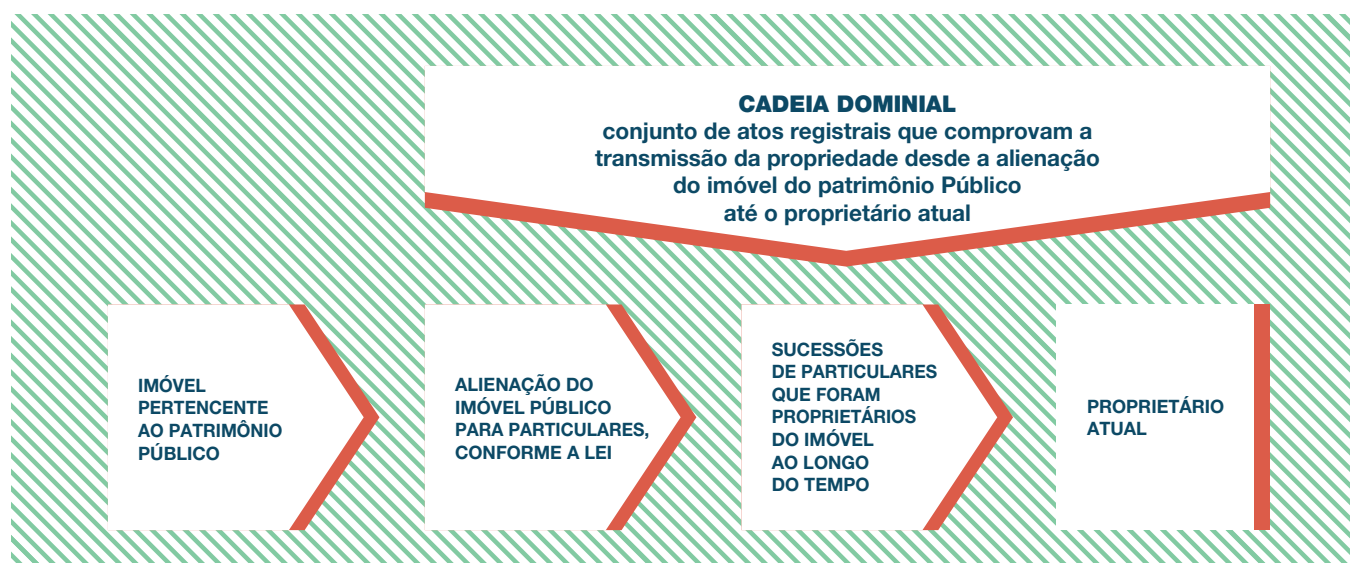 CADEIA DOMINIAL
conjunto de atos registrais que comprovam a
transmissão da propriedade desde a alienação
do imóvel do patrimônio Público
até o proprietário atual
IMÓVEL
PERTENCENTE
AO PATRIMÔNIO
PÚBLICO
ALIENAÇÃO DO
IMÓVEL PÚBLICO
PARA PARTICULARES,
CONFORME A LEI
SUCESSÕES
DE PARTICULARES
QUE FORAM
PROPRIETÁRIOS
DO IMÓVEL
AO LONGO
DO TEMPO
PROPRIETÁRIO
ATUAL